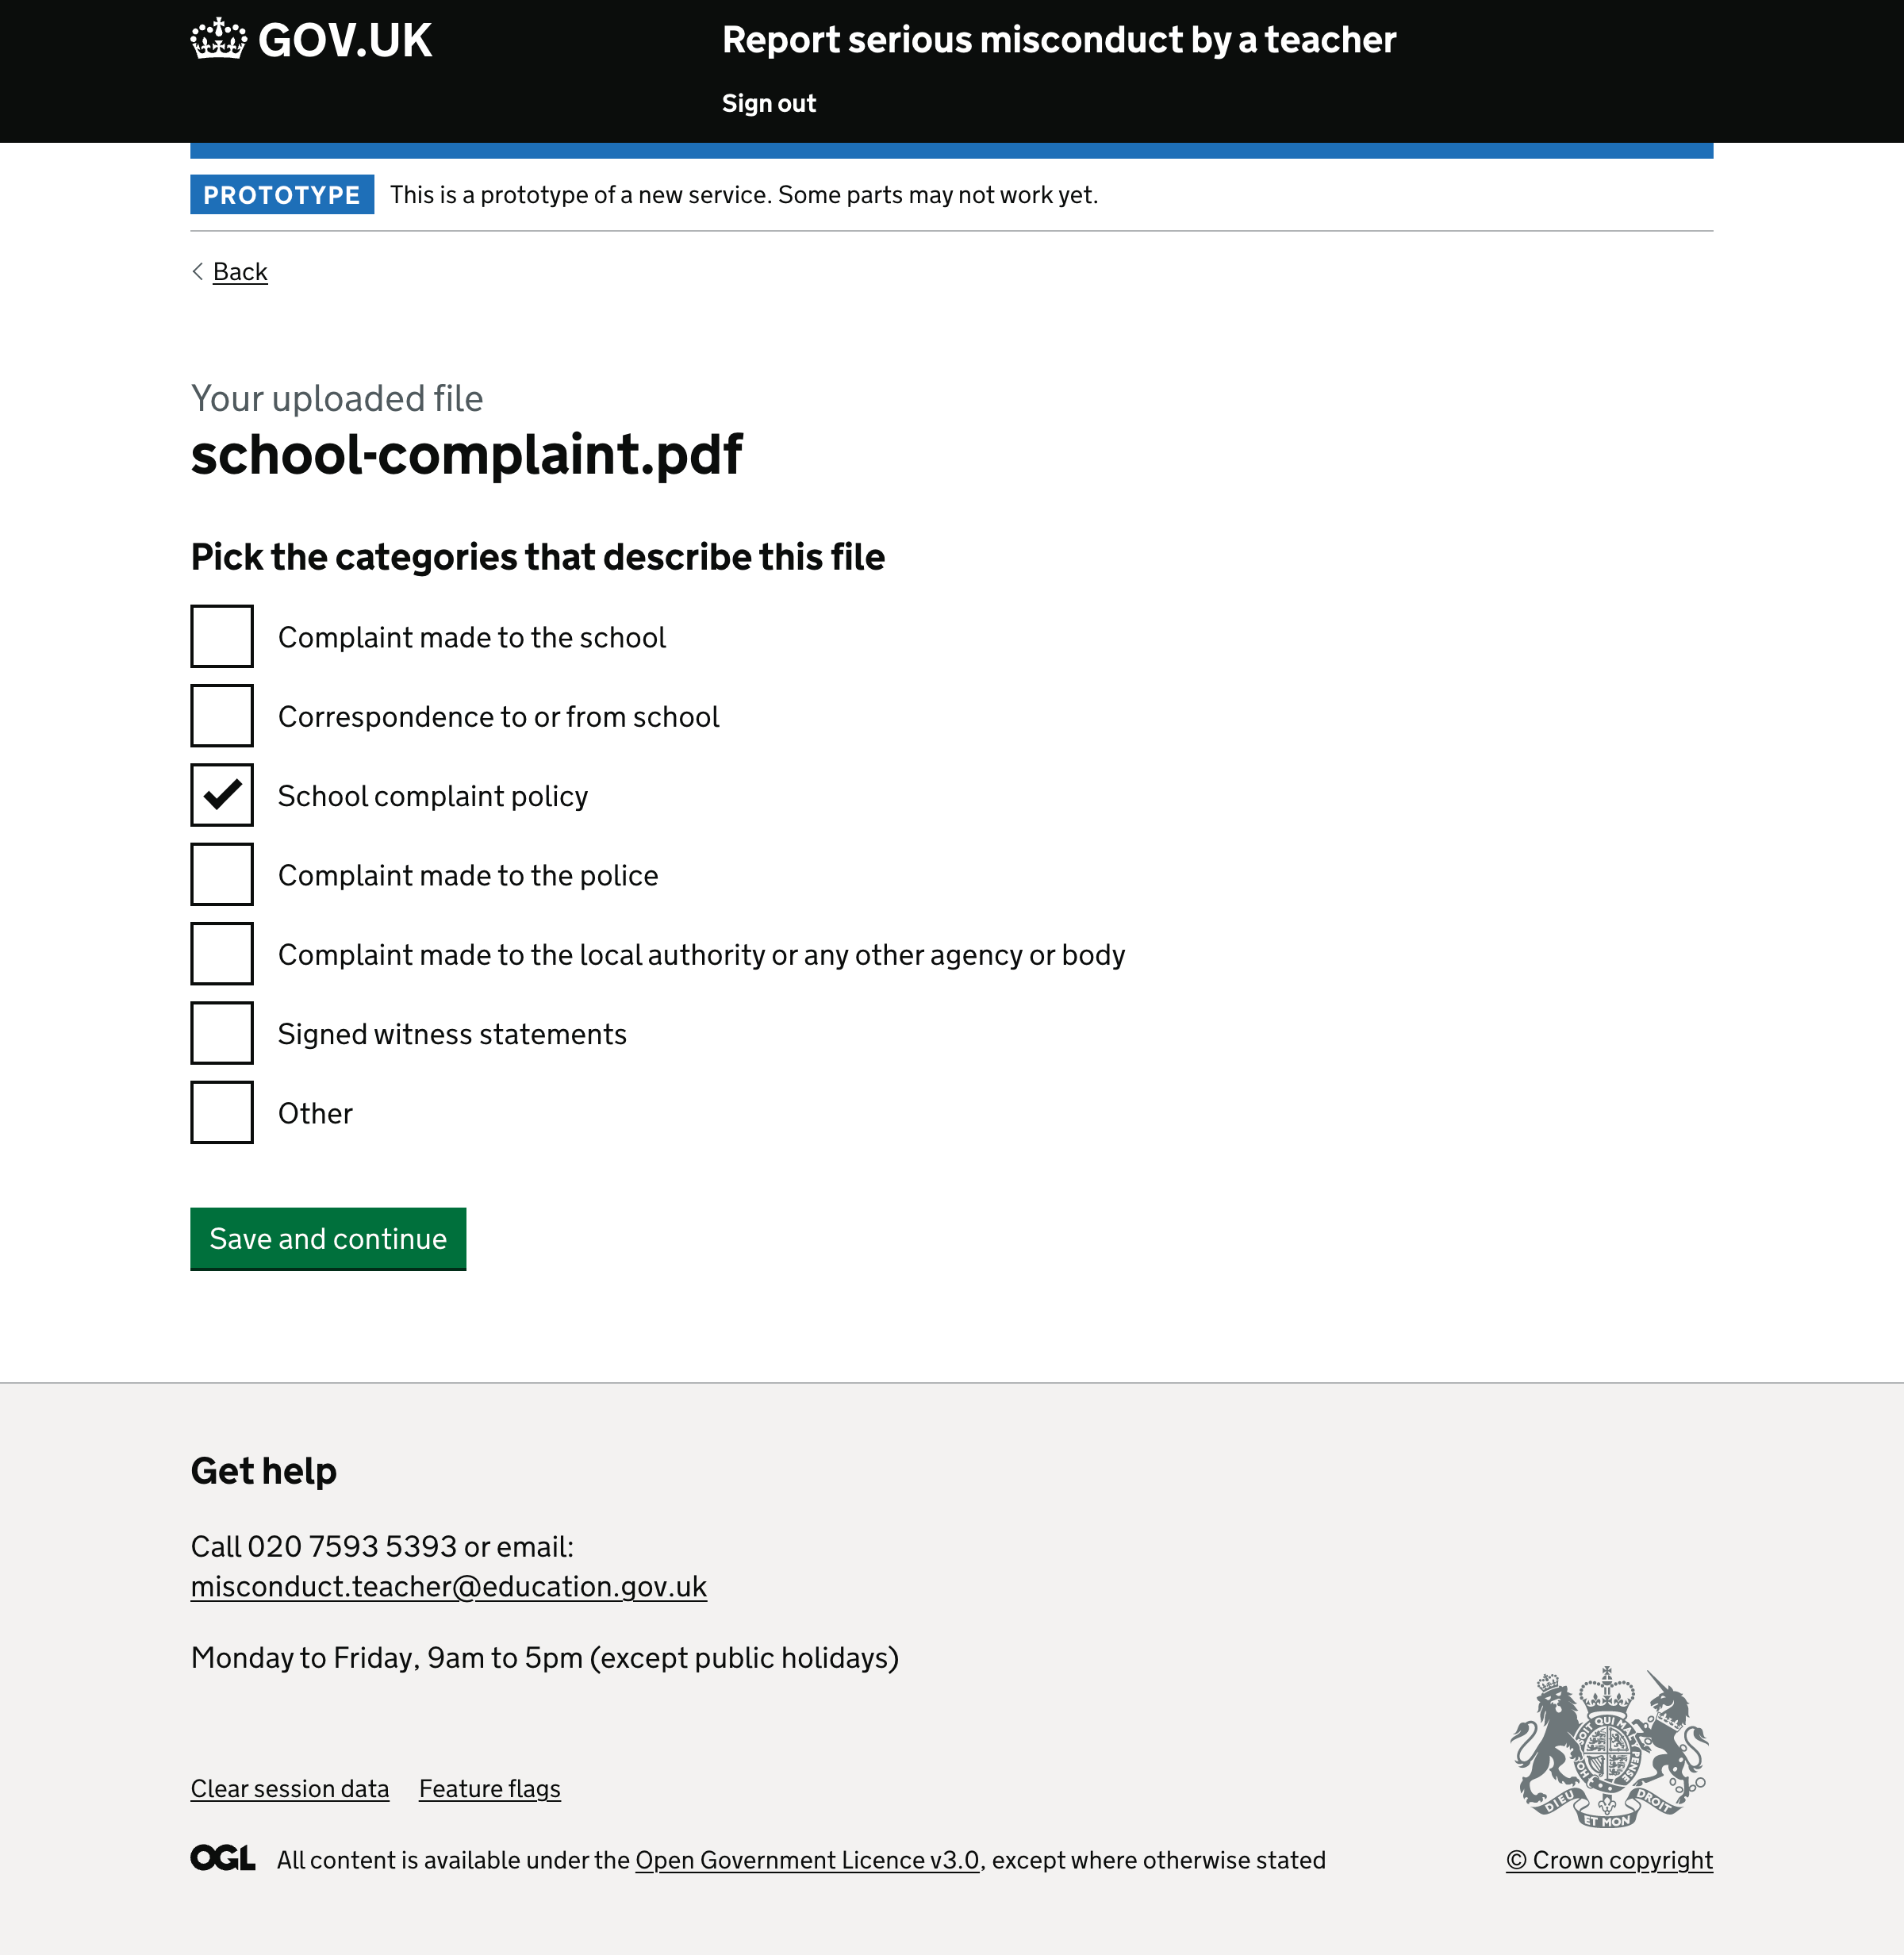 GOV.UK
Report serious misconduct by a teacher
Sign out
PROTOTYPE This is a prototype of a new service. Some parts may not work yet.
Back
Your uploaded file
school-complaint.pdf
Pick the categories that describe this file
Complaint made to the school
Correspondence to or from school
School complaint policy
Complaint made to the police
Complaint made to the local authority or any other agency or body
Signed witness statements
Other
Save and continue
Get help
Call 020 7593 5393 or email:
misconduct.teacher@education.gov.uk
Monday to Friday, 9am to 5pm (except public holidays)
Clear session data Feature flags
OGL All content is available under the Open Government Licence v3.0, except where otherwise stated
DIEU ET MON DROIT
© Crown copyright